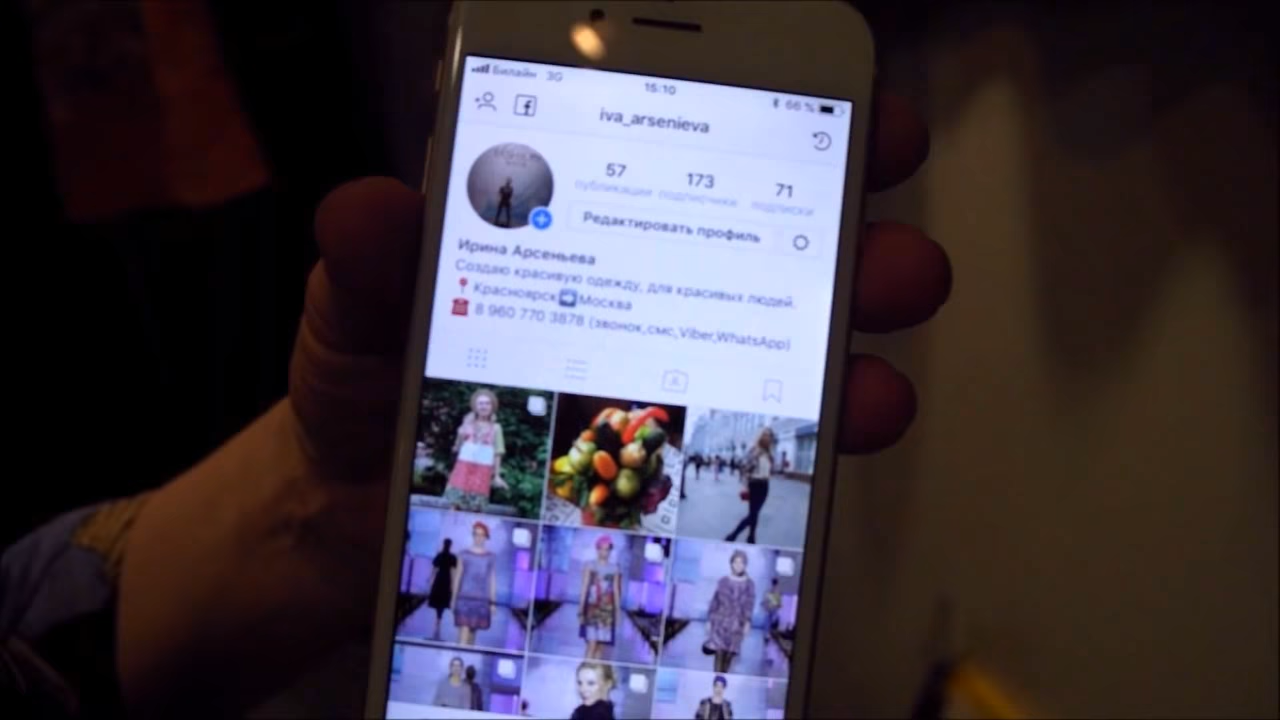 Билайн 3G 15:10 66 %
iva_arsenieva
57 173 71
публикации подписчики подписки
Редактировать профиль
Ирина Арсеньева
Создаю красивую одежду, для красивых людей.
Красноярск Москва
8 960 770 3878 (звонок,смс,Viber,WhatsApp)